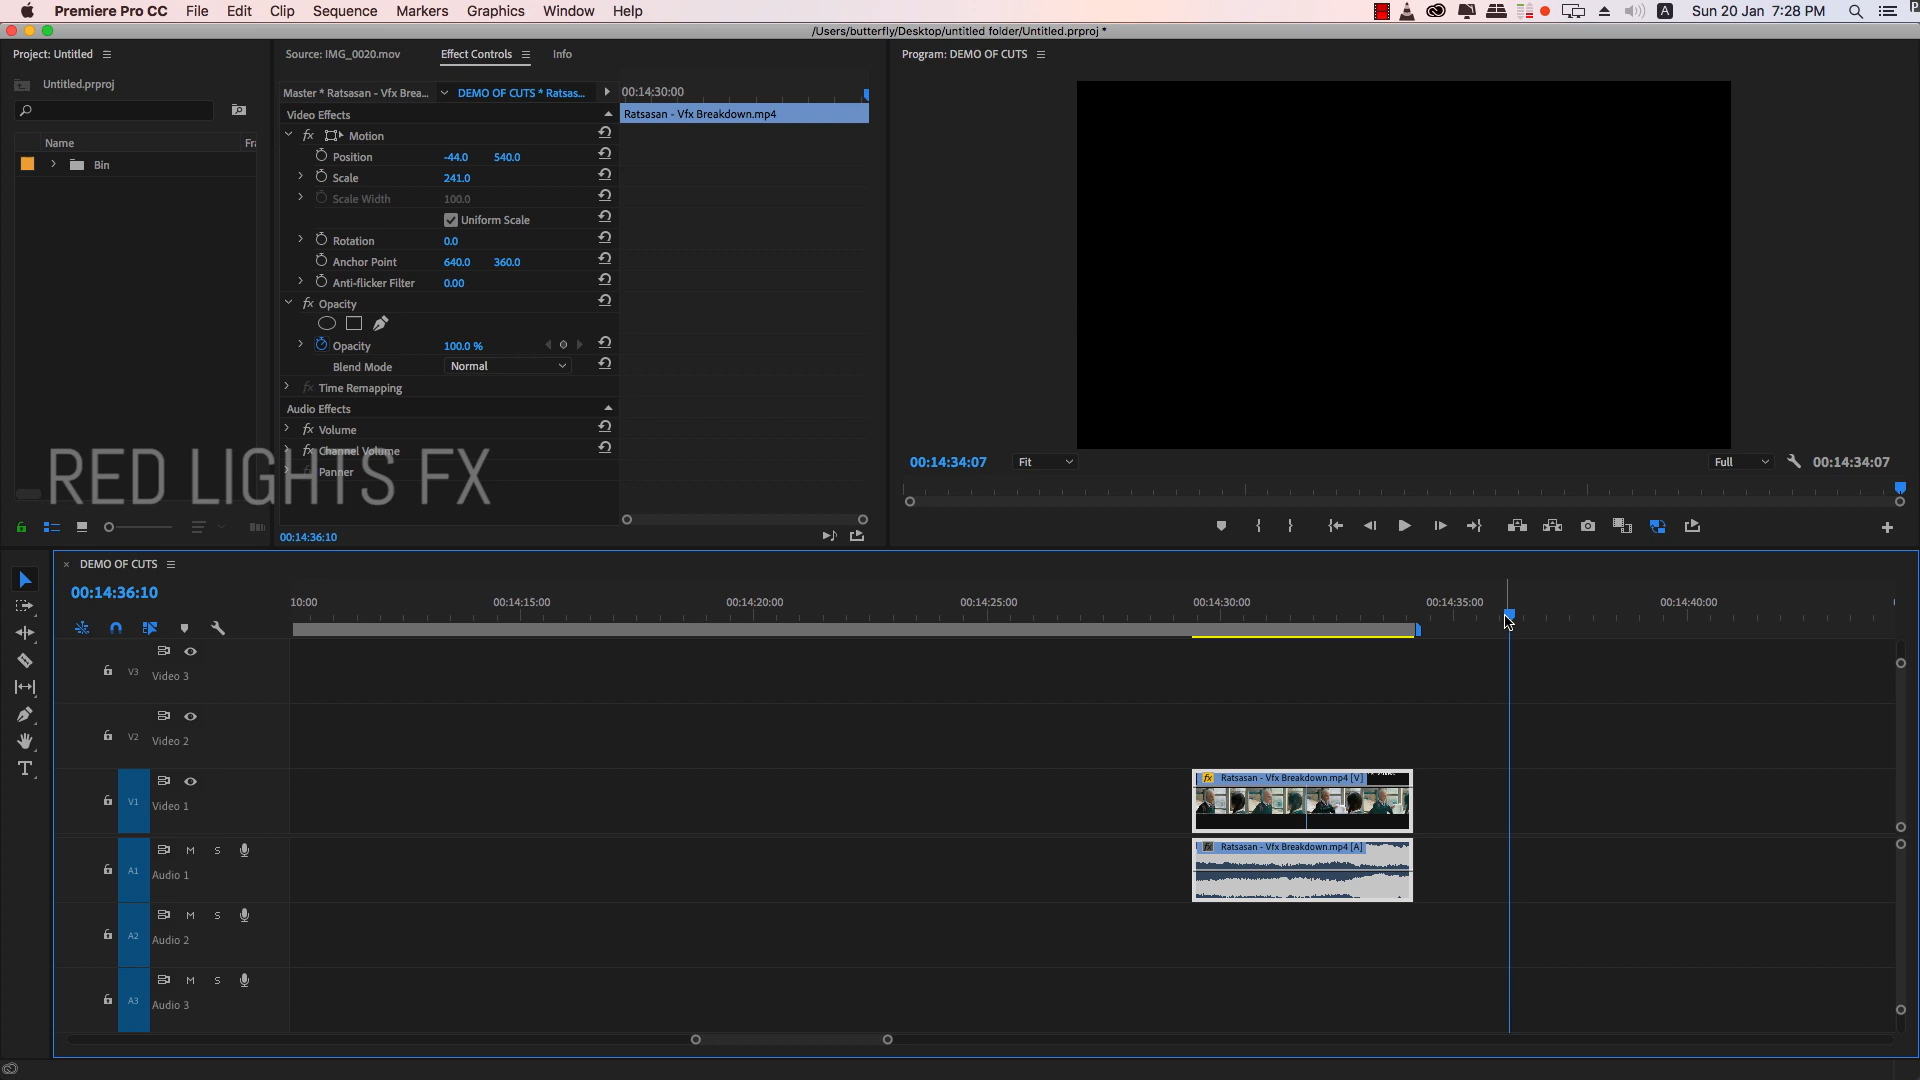 Premiere Pro CC File Edit Clip Sequence Markers Graphics Window Help A Sun 20 Jan 7:28 PM
/Users/butterfly/Desktop/untitled folder/Untitled.prproj *
Project: Untitled
Untitled.prproj
Name Fra
Bin
Source: IMG_0020.mov Effect Controls Info
Master * Ratsasan - Vfx Brea... DEMO OF CUTS * Ratsas... 00:14:30:00
Video Effects Ratsasan - Vfx Breakdown.mp4
fx Motion
Position -44.0 540.0
Scale 241.0
Scale Width 100.0
Uniform Scale
Rotation 0.0
Anchor Point 640.0 360.0
Anti-flicker Filter 0.00
fx Opacity
Opacity 100.0 %
Blend Mode Normal
fx Time Remapping
Audio Effects
fx Volume
fx Channel Volume
Panner
RED LIGHTS FX
00:14:36:10
Program: DEMO OF CUTS
00:14:34:07 Fit Full 00:14:34:07
DEMO OF CUTS
00:14:36:10
10:00 00:14:15:00 00:14:20:00 00:14:25:00 00:14:30:00 00:14:35:00 00:14:40:00
V3 Video 3
V2 Video 2
V1 Video 1
fx Ratsasan - Vfx Breakdown.mp4 [V]
M S
A1 Audio 1
fx Ratsasan - Vfx Breakdown.mp4 [A]
M S
A2 Audio 2
M S
A3 Audio 3
T